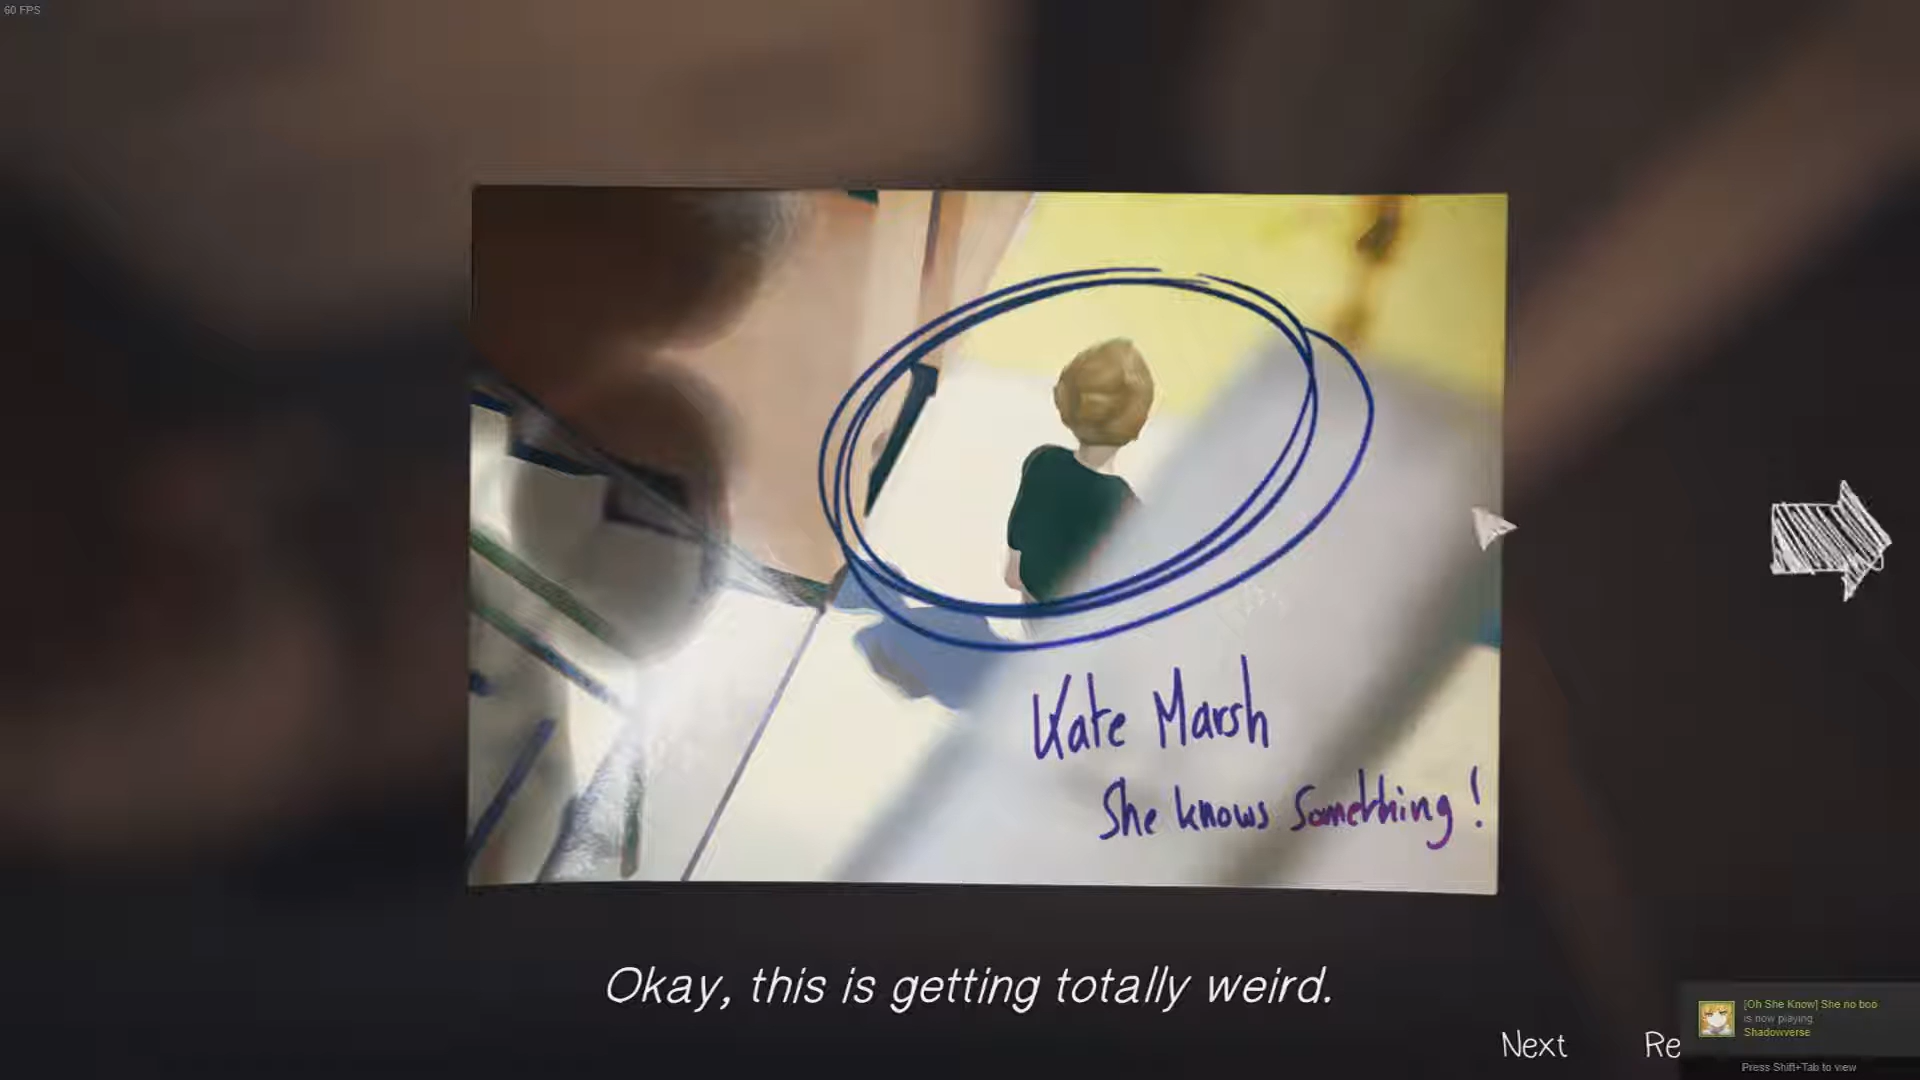 60 FPS
Kate Marsh
She knows Something!
Okay, this is getting totally weird.
Next
Re
[Oh She Know] She no boo
is now playing
Shadowverse
Press Shift+Tab to view